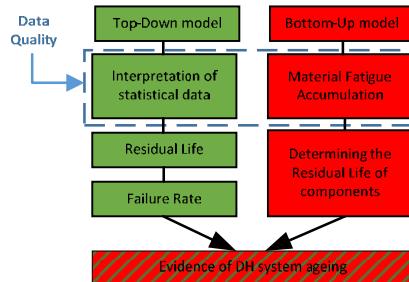 Data
Quality
Top-Down model
Bottom-Up model
Interpretation of
statistical data
Material Fatigue
Accumulation
Residual Life
Determining the
Residual Life of
components
Failure Rate
Evidence of DH system ageing